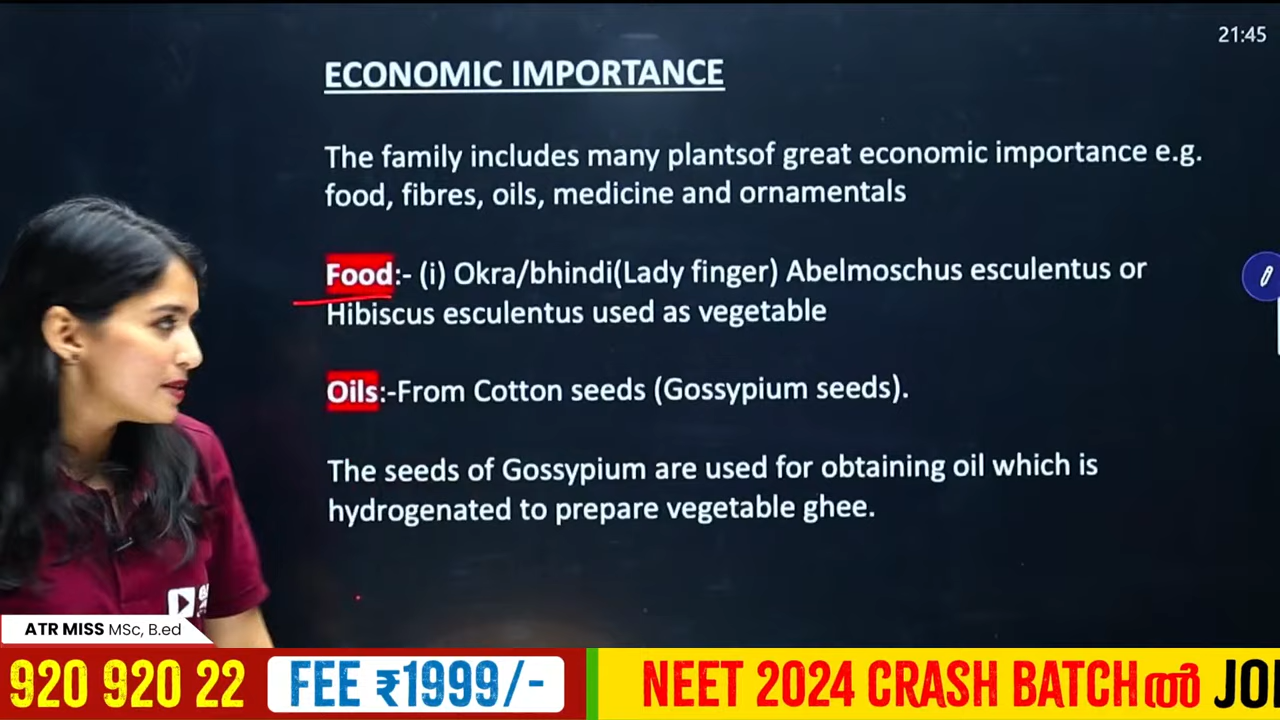 21:45
ECONOMIC IMPORTANCE
The family includes many plantsof great economic importance e.g.
food, fibres, oils, medicine and ornamentals
Food:- (i) Okra/bhindi(Lady finger) Abelmoschus esculentus or
Hibiscus esculentus used as vegetable
Oils:-From Cotton seeds (Gossypium seeds).
The seeds of Gossypium are used for obtaining oil which is
hydrogenated to prepare vegetable ghee.
ATR MISS MSc, B.ed
920 920 22 FEE ₹1999/- NEET 2024 CRASH BATCHൽ